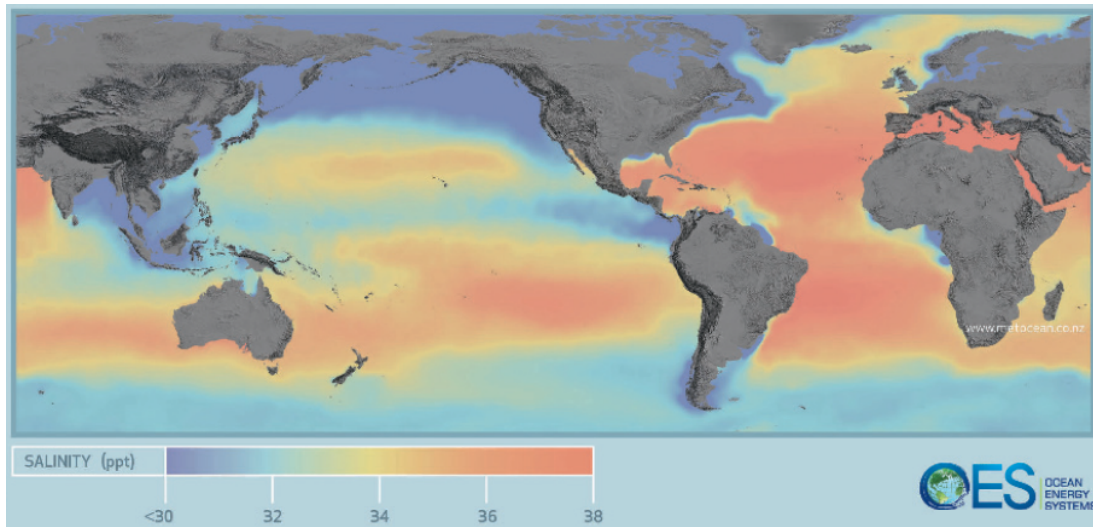 www.metocean.co.nz
SALINITY (ppt)
<30
32
34
36
38
OES
OCEAN
ENERGY
SYSTEMS